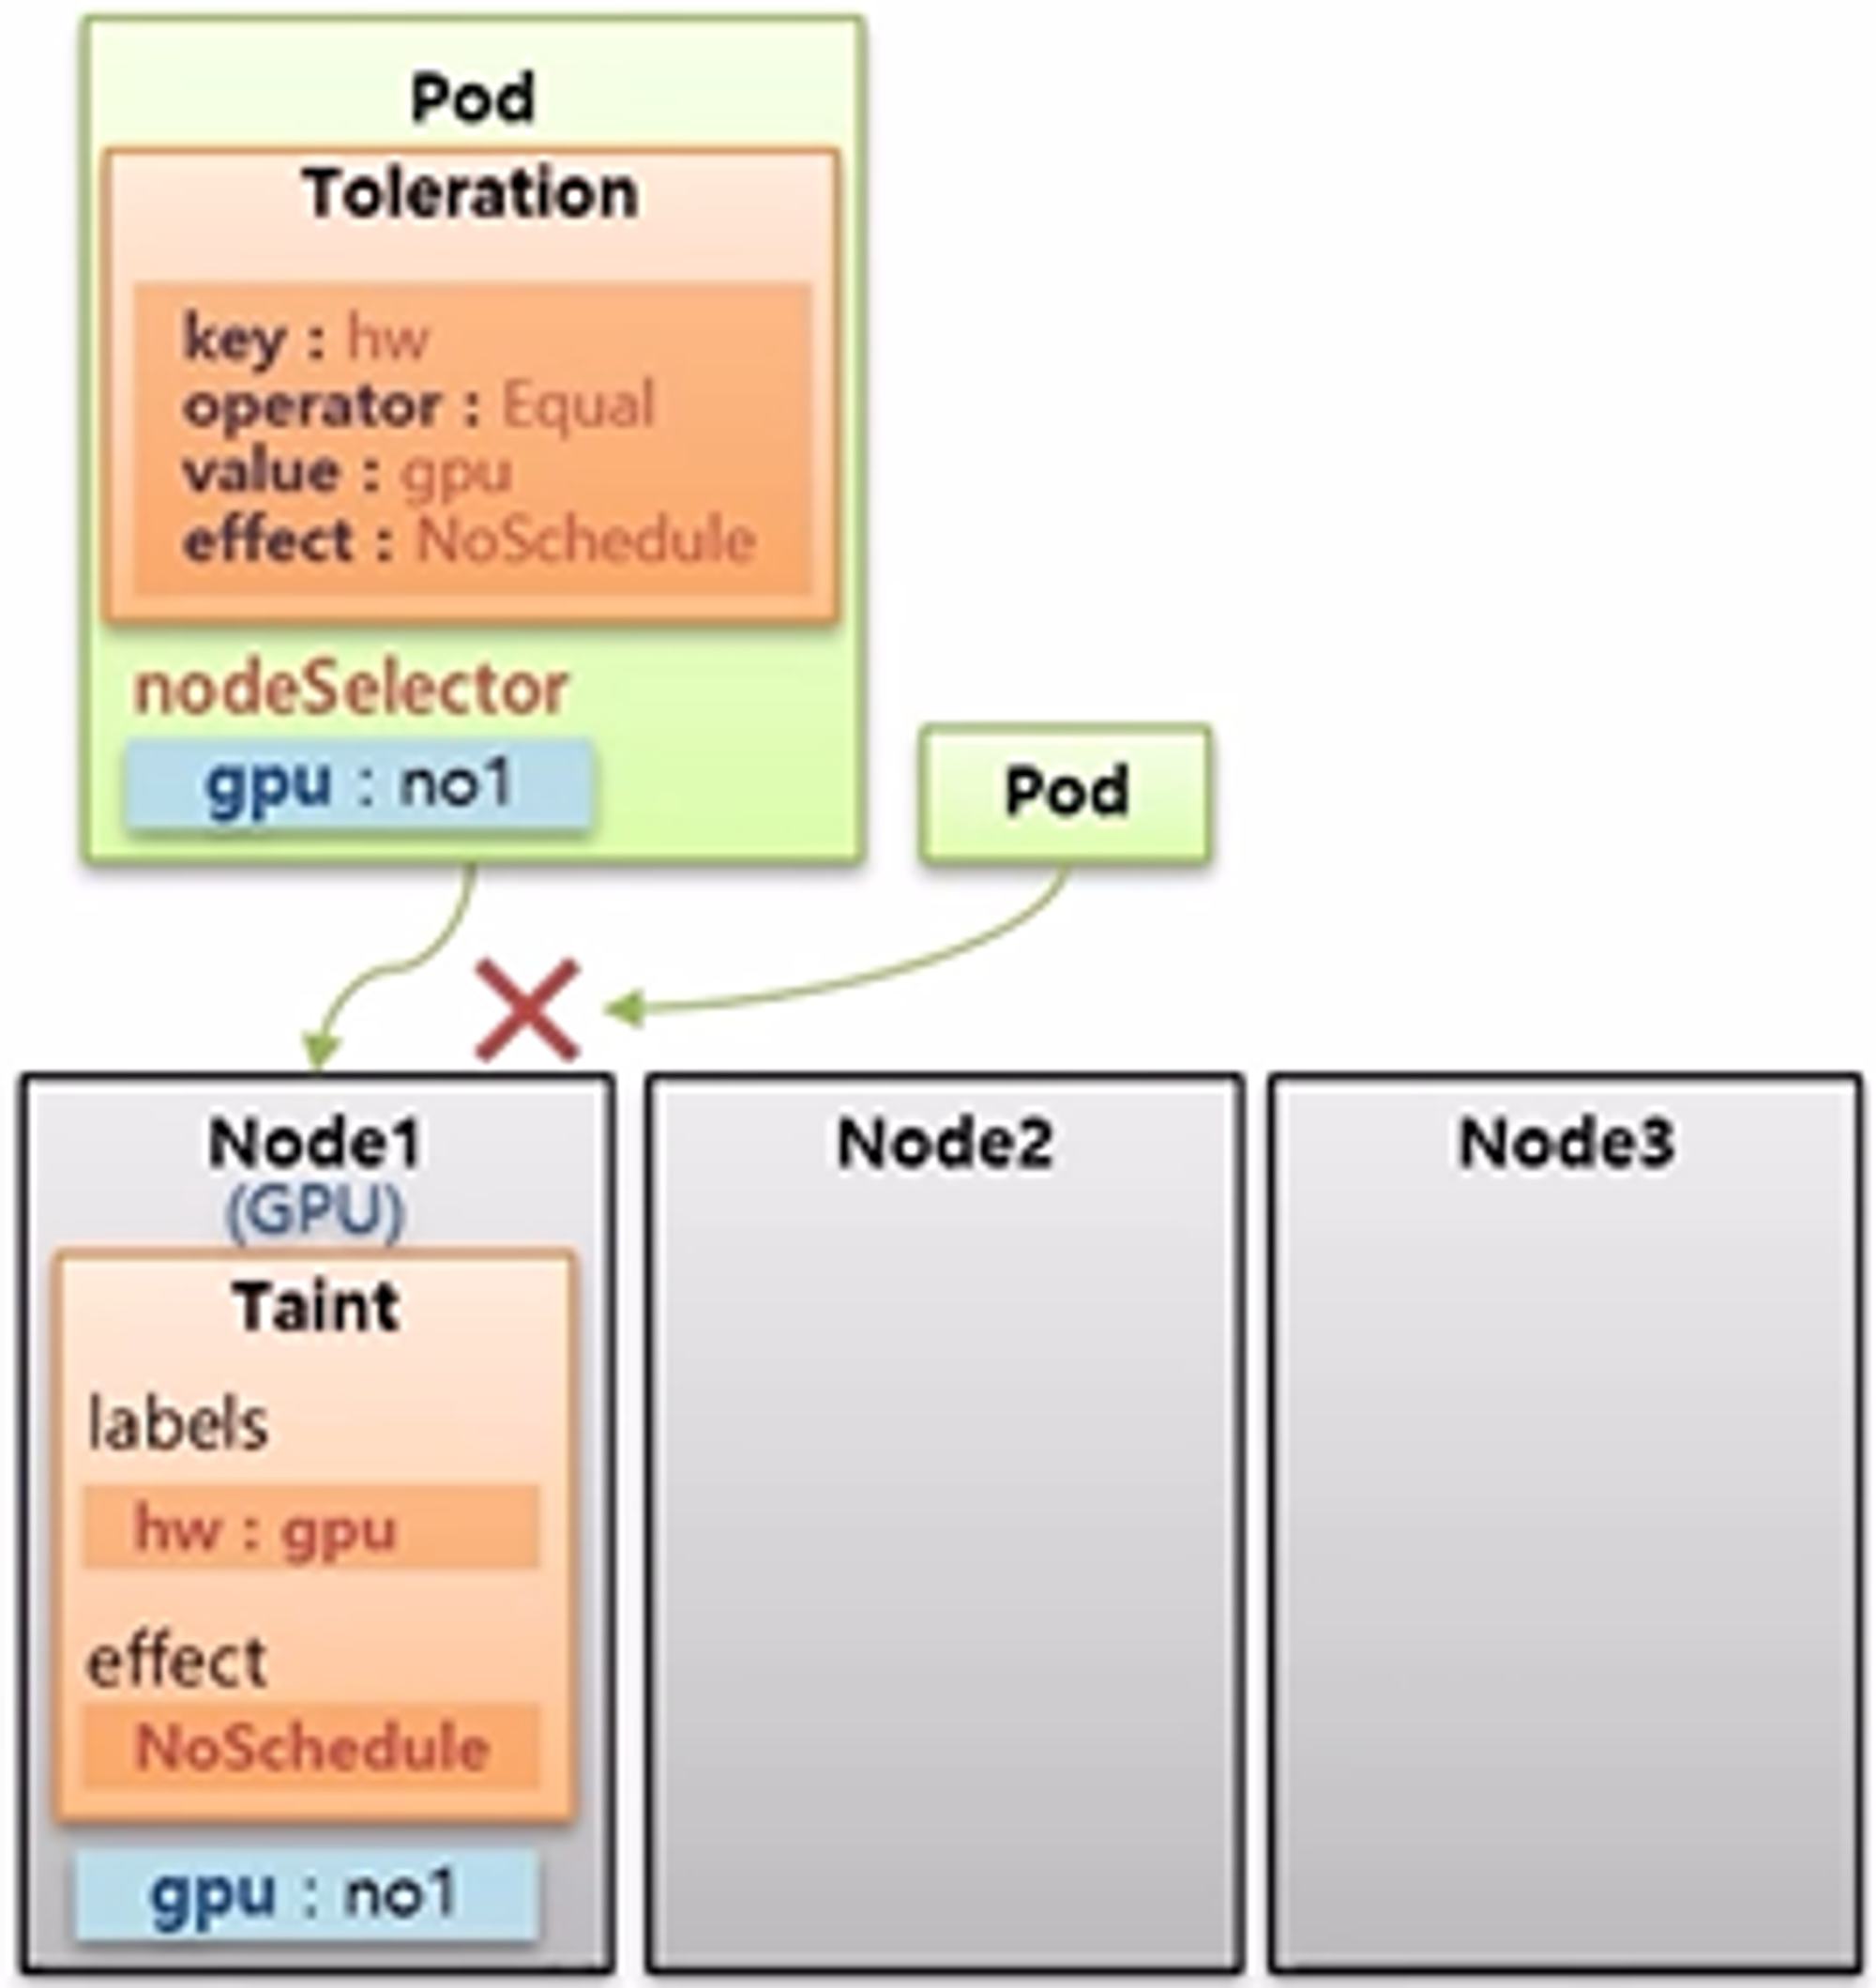 Pod
Toleration
key : hw
operator : Equal
value : gpu
effect : NoSchedule
nodeSelector
gpu : no1
Pod
Node1
(GPU)
Taint
labels
hw : gpu
effect
NoSchedule
gpu : no1
Node2
Node3